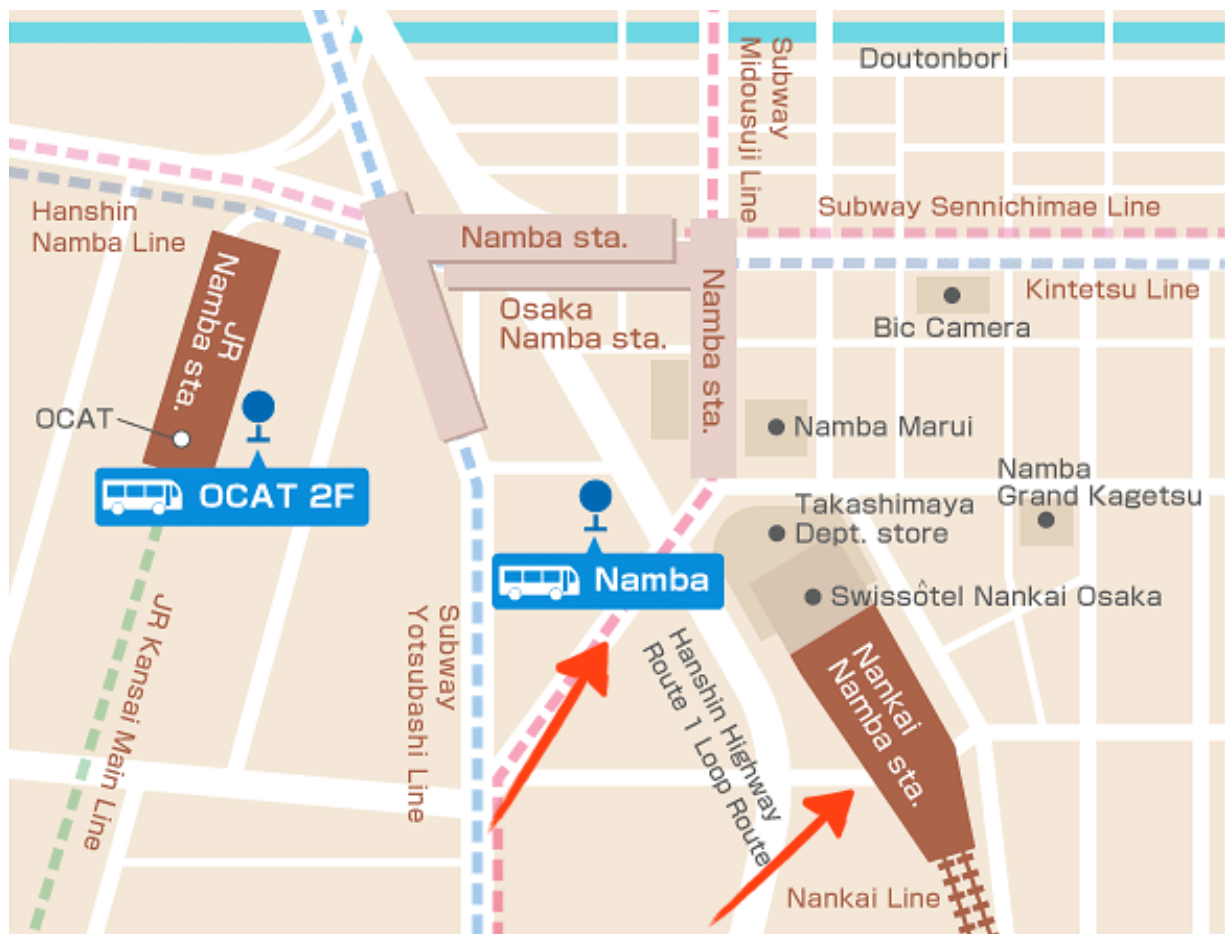 Doutonbori
Subway
Midousuji Line
Hanshin
Namba Line
Subway Sennichimae Line
Namba sta.
Kintetsu Line
Osaka
Namba sta.
Namba sta.
Bic Camera
JR
Namba sta.
OCAT
Namba Marui
OCAT 2F
Namba
Grand Kagetsu
Takashimaya
Dept. store
Namba
Swissôtel Nankai Osaka
JR Kansai Main Line
Subway
Yotsubashi Line
Hanshin Highway
Route 1 Loop Route
Nankai
Namba sta.
Nankai Line